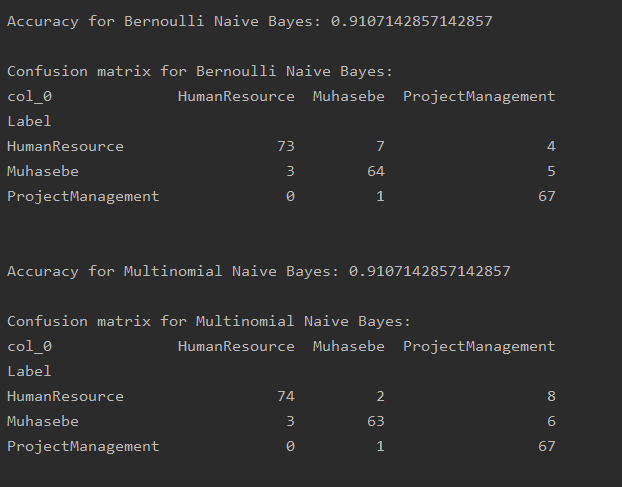 Accuracy for Bernoulli Naive Bayes: 0.9107142857142857
Confusion matrix for Bernoulli Naive Bayes:
col_0 HumanResource Muhasebe ProjectManagement
Label
HumanResource 73 7 4
Muhasebe 3 64 5
ProjectManagement 0 1 67
Accuracy for Multinomial Naive Bayes: 0.9107142857142857
Confusion matrix for Multinomial Naive Bayes:
col_0 HumanResource Muhasebe ProjectManagement
Label
HumanResource 74 2 8
Muhasebe 3 63 6
ProjectManagement 0 1 67